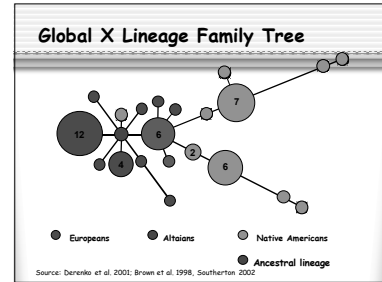 Global X Lineage Family Tree
7
12
6
4
2
6
Europeans
Altaians
Native Americans
Ancestral lineage
Source: Derenko et al. 2001; Brown et al. 1998, Southerton 2002